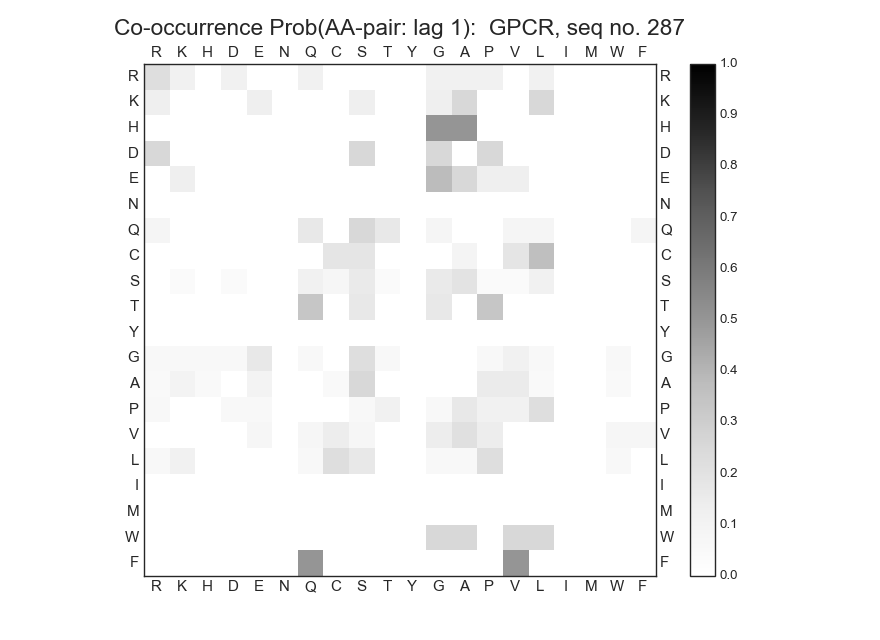 Co-occurrence Prob(AA-pair: lag 1):  GPCR, seq no. 287
R K H D E N Q C S T Y G A P V L I M W F
R R
K K
H H
D D
E E
N N
Q Q
C C
S S
T T
Y Y
G G
A A
P P
V V
L L
I I
M M
W W
F F
R K H D E N Q C S T Y G A P V L I M W F
1.0
0.9
0.8
0.7
0.6
0.5
0.4
0.3
0.2
0.1
0.0